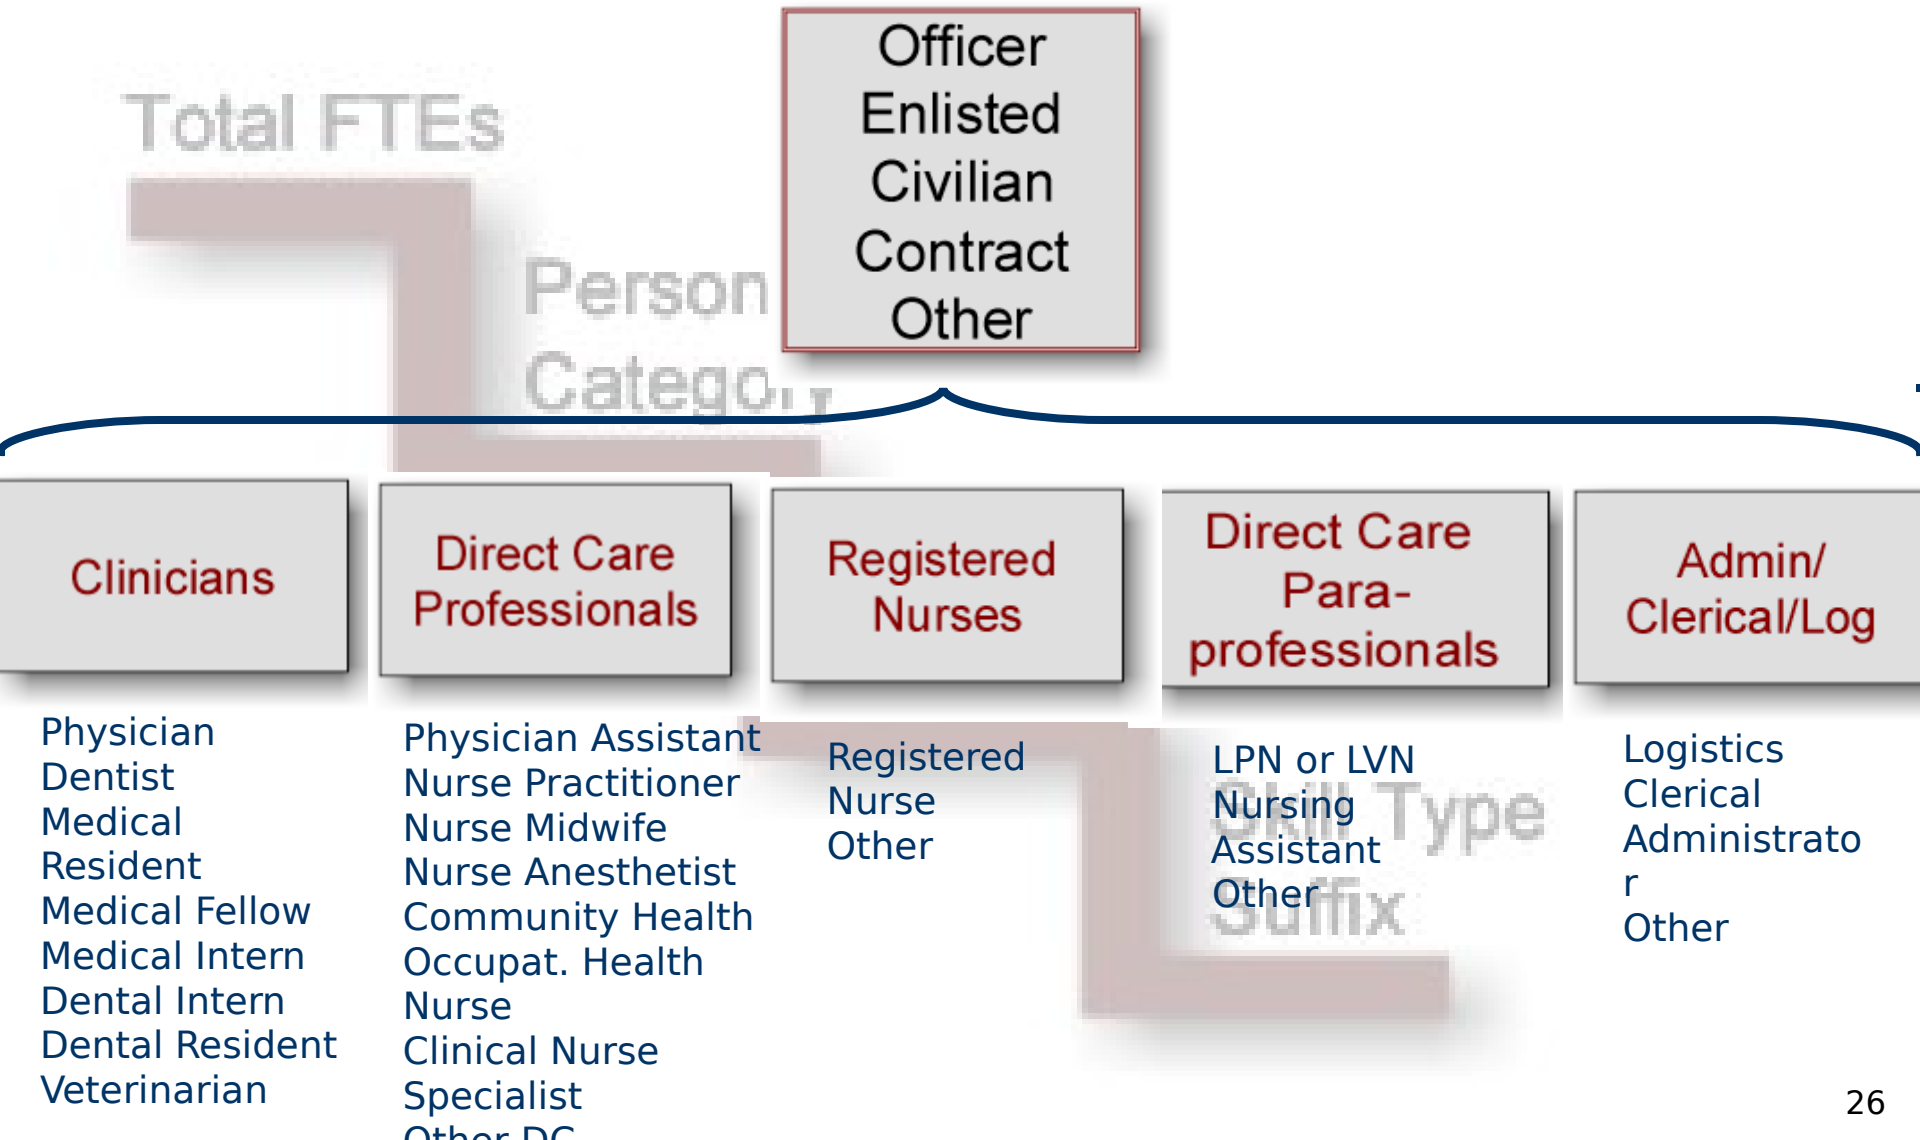 Total FTEs
Officer
Enlisted
Civilian
Contract
Other
Person
Category
Clinicians
Physician
Dentist
Medical
Resident
Medical Fellow
Medical Intern
Dental Intern
Dental Resident
Veterinarian
Direct Care
Professionals
Physician Assistant
Nurse Practitioner
Nurse Midwife
Nurse Anesthetist
Community Health
Occupat. Health
Nurse
Clinical Nurse
Specialist
Other DC
Registered
Nurses
Registered
Nurse
Other
Direct Care
Para-
professionals
LPN or LVN
Nursing
Assistant
Other
Skill Type
Suffix
Admin/
Clerical/Log
Logistics
Clerical
Administrato
r
Other
26